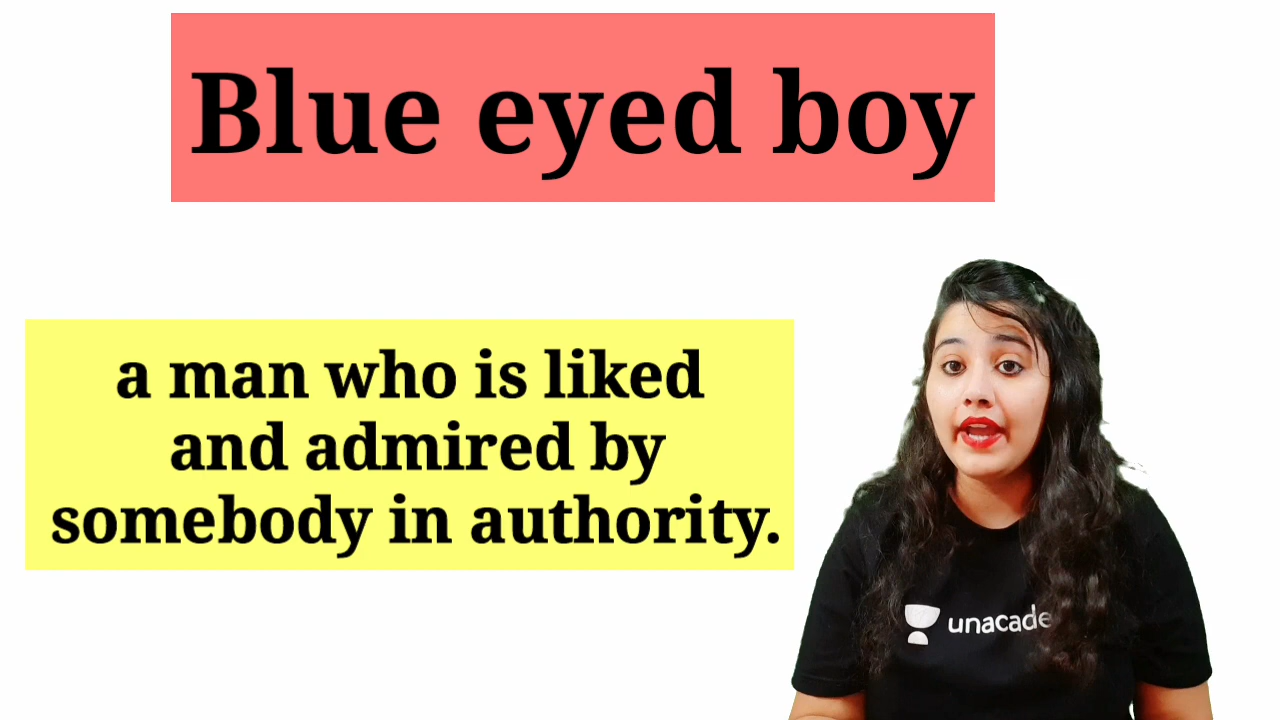 Blue eyed boy
a man who is liked
and admired by
somebody in authority.
unacade